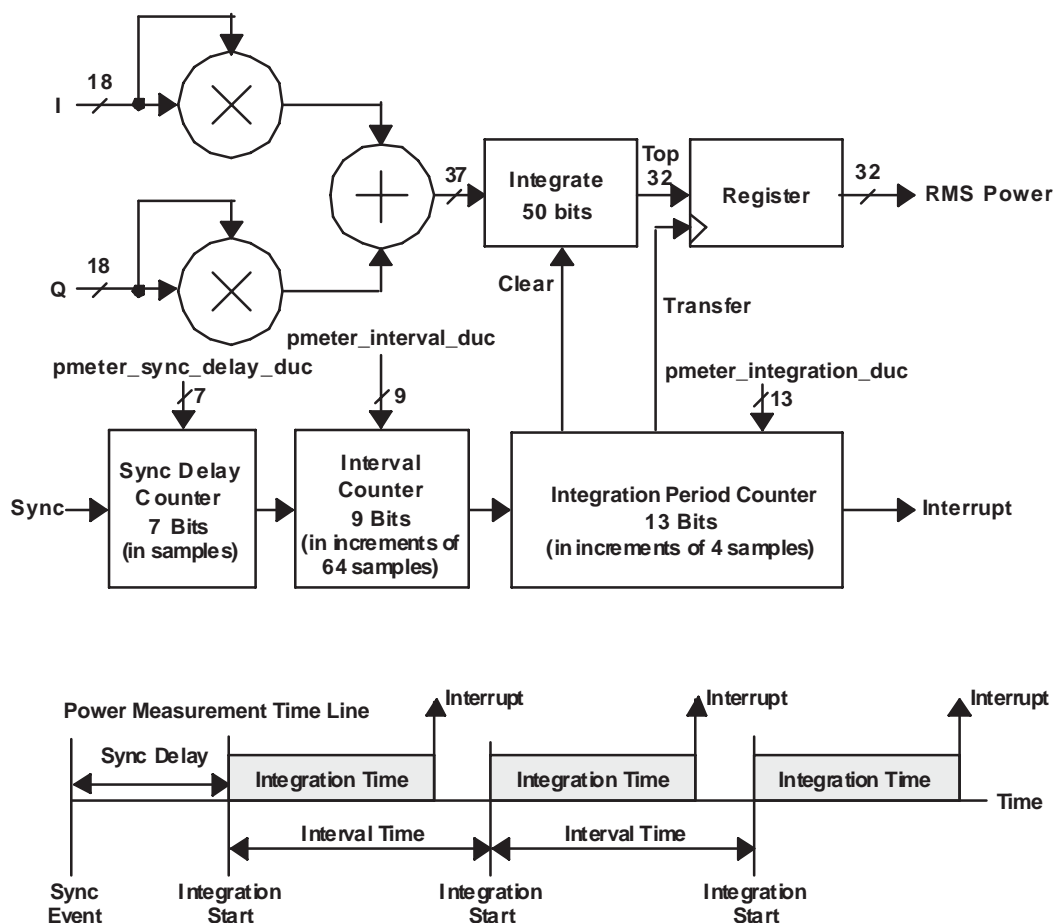 I
18
Q
18
37
Integrate
50 bits
Top
32
Register
32
RMS Power
Clear
Transfer
pmeter_sync_delay_duc
7
pmeter_interval_duc
9
pmeter_integration_duc
13
Sync
Sync Delay
Counter
7 Bits
(in samples)
Interval
Counter
9 Bits
(in increments of
64 samples)
Integration Period Counter
13 Bits
(in increments of 4 samples)
Interrupt
Power Measurement Time Line
Interrupt
Interrupt
Interrupt
Sync Delay
Integration Time
Integration Time
Integration Time
Time
Interval Time
Interval Time
Sync
Event
Integration
Start
Integration
Start
Integration
Start